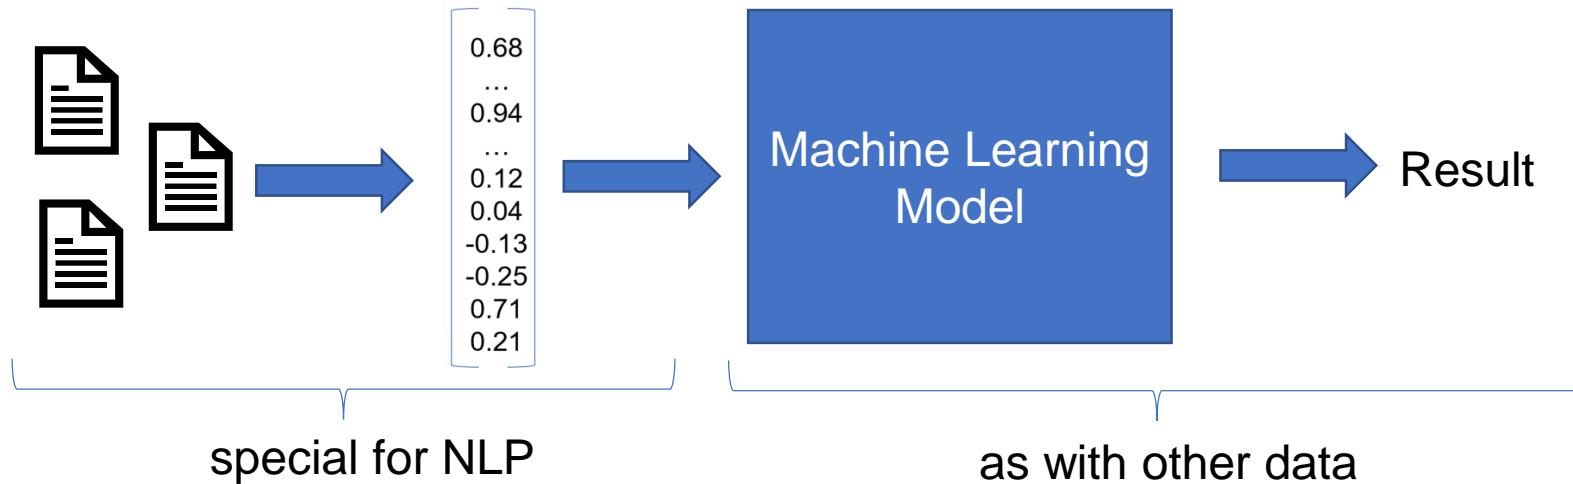 0.68
...
0.94
...
0.12
0.04
-0.13
-0.25
0.71
0.21
Machine Learning
Model
Result
special for NLP
as with other data